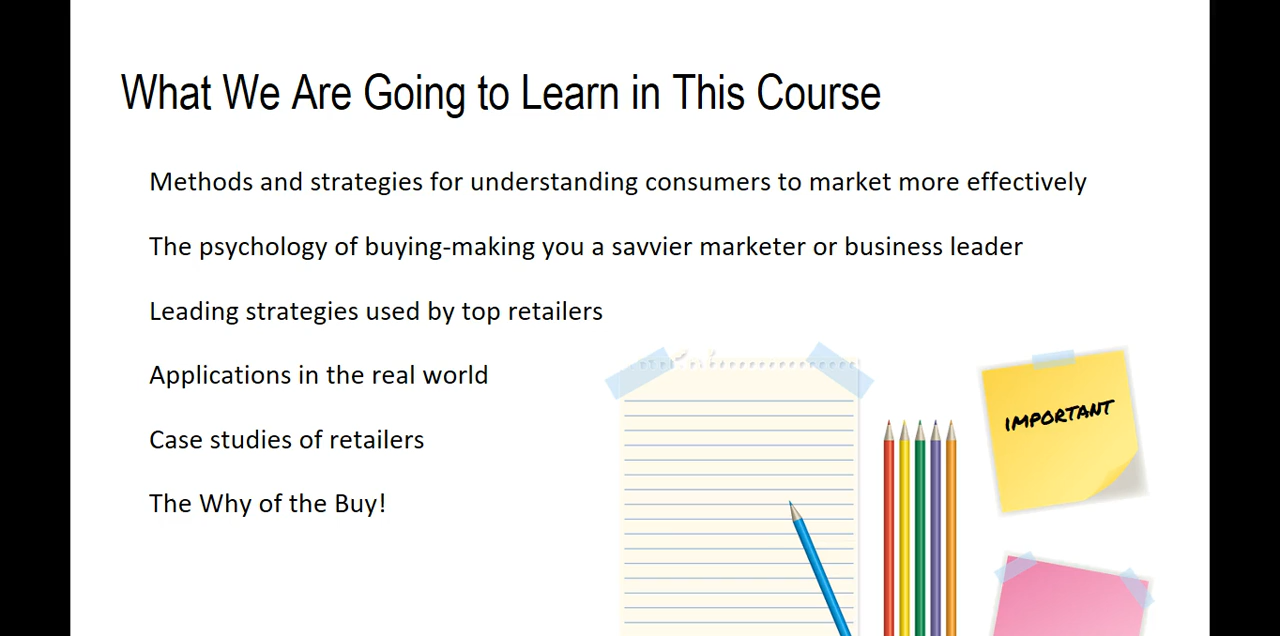 What We Are Going to Learn in This Course
Methods and strategies for understanding consumers to market more effectively
The psychology of buying-making you a savvier marketer or business leader
Leading strategies used by top retailers
Applications in the real world
IMPORTANT
Case studies of retailers
The Why of the Buy!